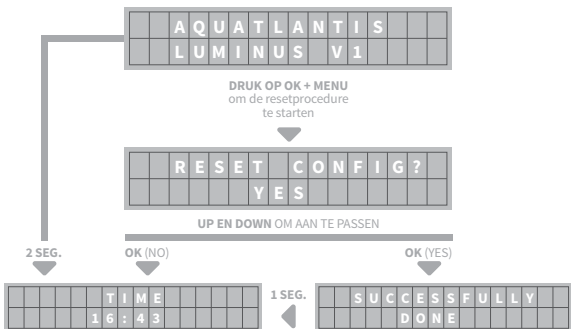 AQUATLANTIS
LUMINUS V1
DRUK OP OK + MENU
om de resetprocedure
te starten
RESET CONFIG?
YES
UP EN DOWN OM AAN TE PASSEN
2 SEG.
OK (NO)
OK (YES)
TIME
16:43
1 SEG.
SUCCESSFULLY
DONE